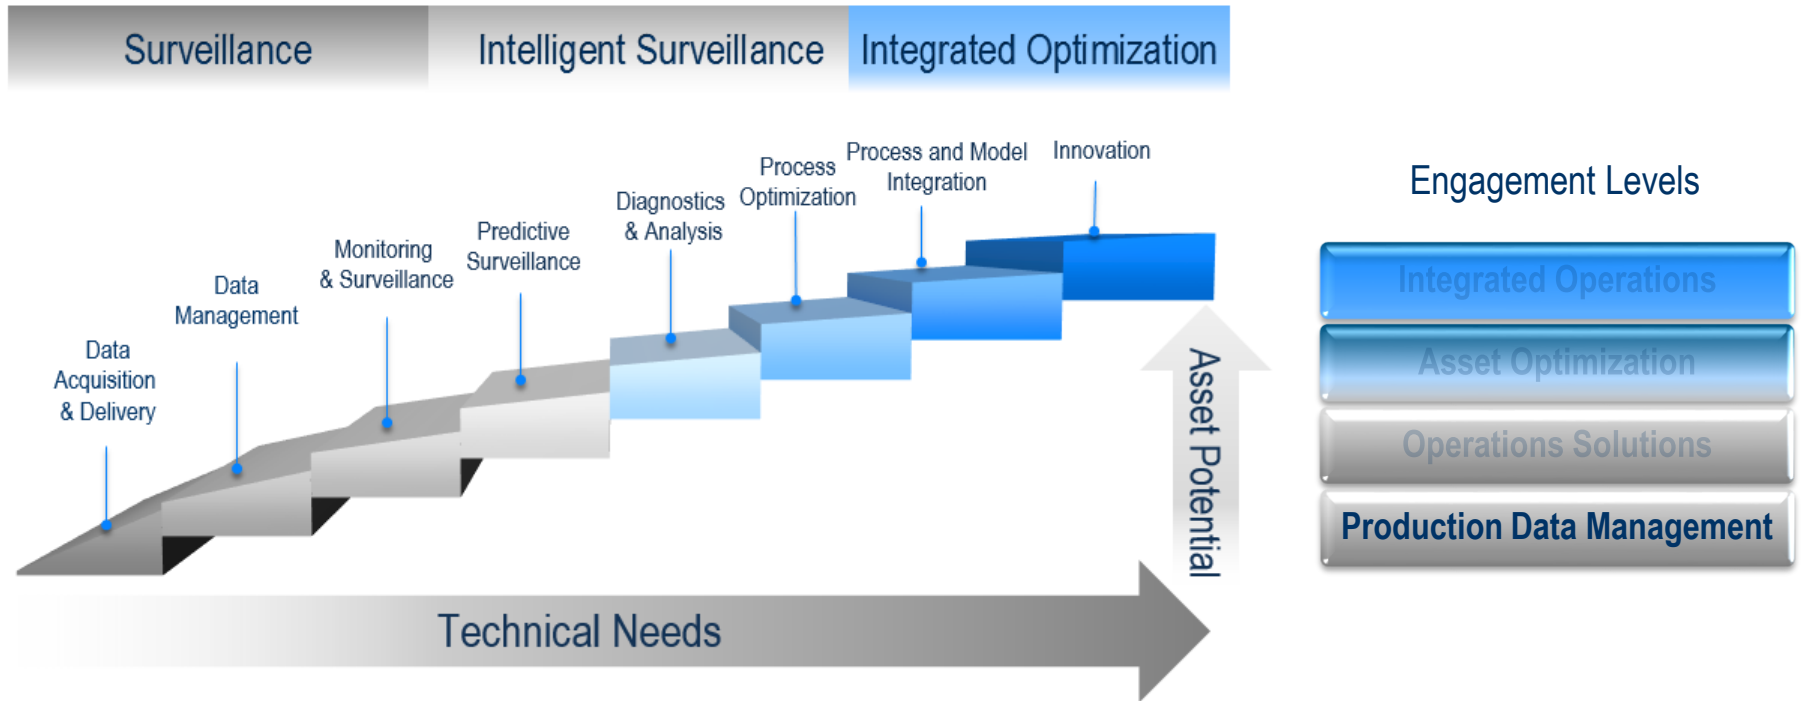 Surveillance
Intelligent Surveillance
Integrated Optimization
Data
Acquisition
& Delivery
Data
Management
Monitoring
& Surveillance
Predictive
Surveillance
Diagnostics
& Analysis
Process
Optimization
Process and Model
Integration
Innovation
Asset Potential
Technical Needs
Engagement Levels
Integrated Operations
Asset Optimization
Operations Solutions
Production Data Management